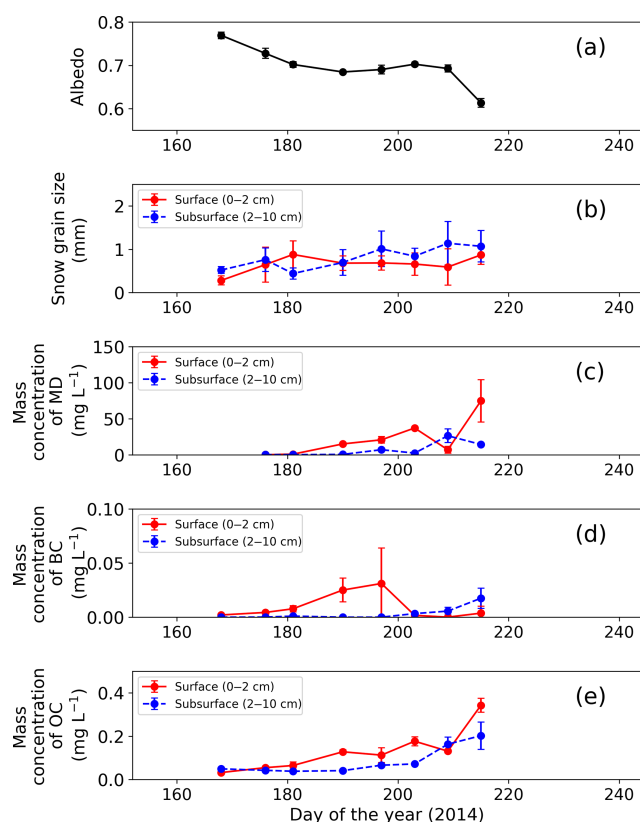 0.8
0.7
0.6
Albedo
(a)
160 180 200 220 240
2
1
0
Snow grain size
(mm)
Surface (0−2 cm)
Subsurface (2−10 cm)
(b)
160 180 200 220 240
150
100
50
0
Mass
concentration
of MD
(mg L−1)
Surface (0−2 cm)
Subsurface (2−10 cm)
(c)
160 180 200 220 240
0.10
0.05
0.00
Mass
concentration
of BC
(mg L−1)
Surface (0−2 cm)
Subsurface (2−10 cm)
(d)
160 180 200 220 240
0.4
0.2
0.0
Mass
concentration
of OC
(mg L−1)
Surface (0−2 cm)
Subsurface (2−10 cm)
(e)
160 180 200 220 240
Day of the year (2014)